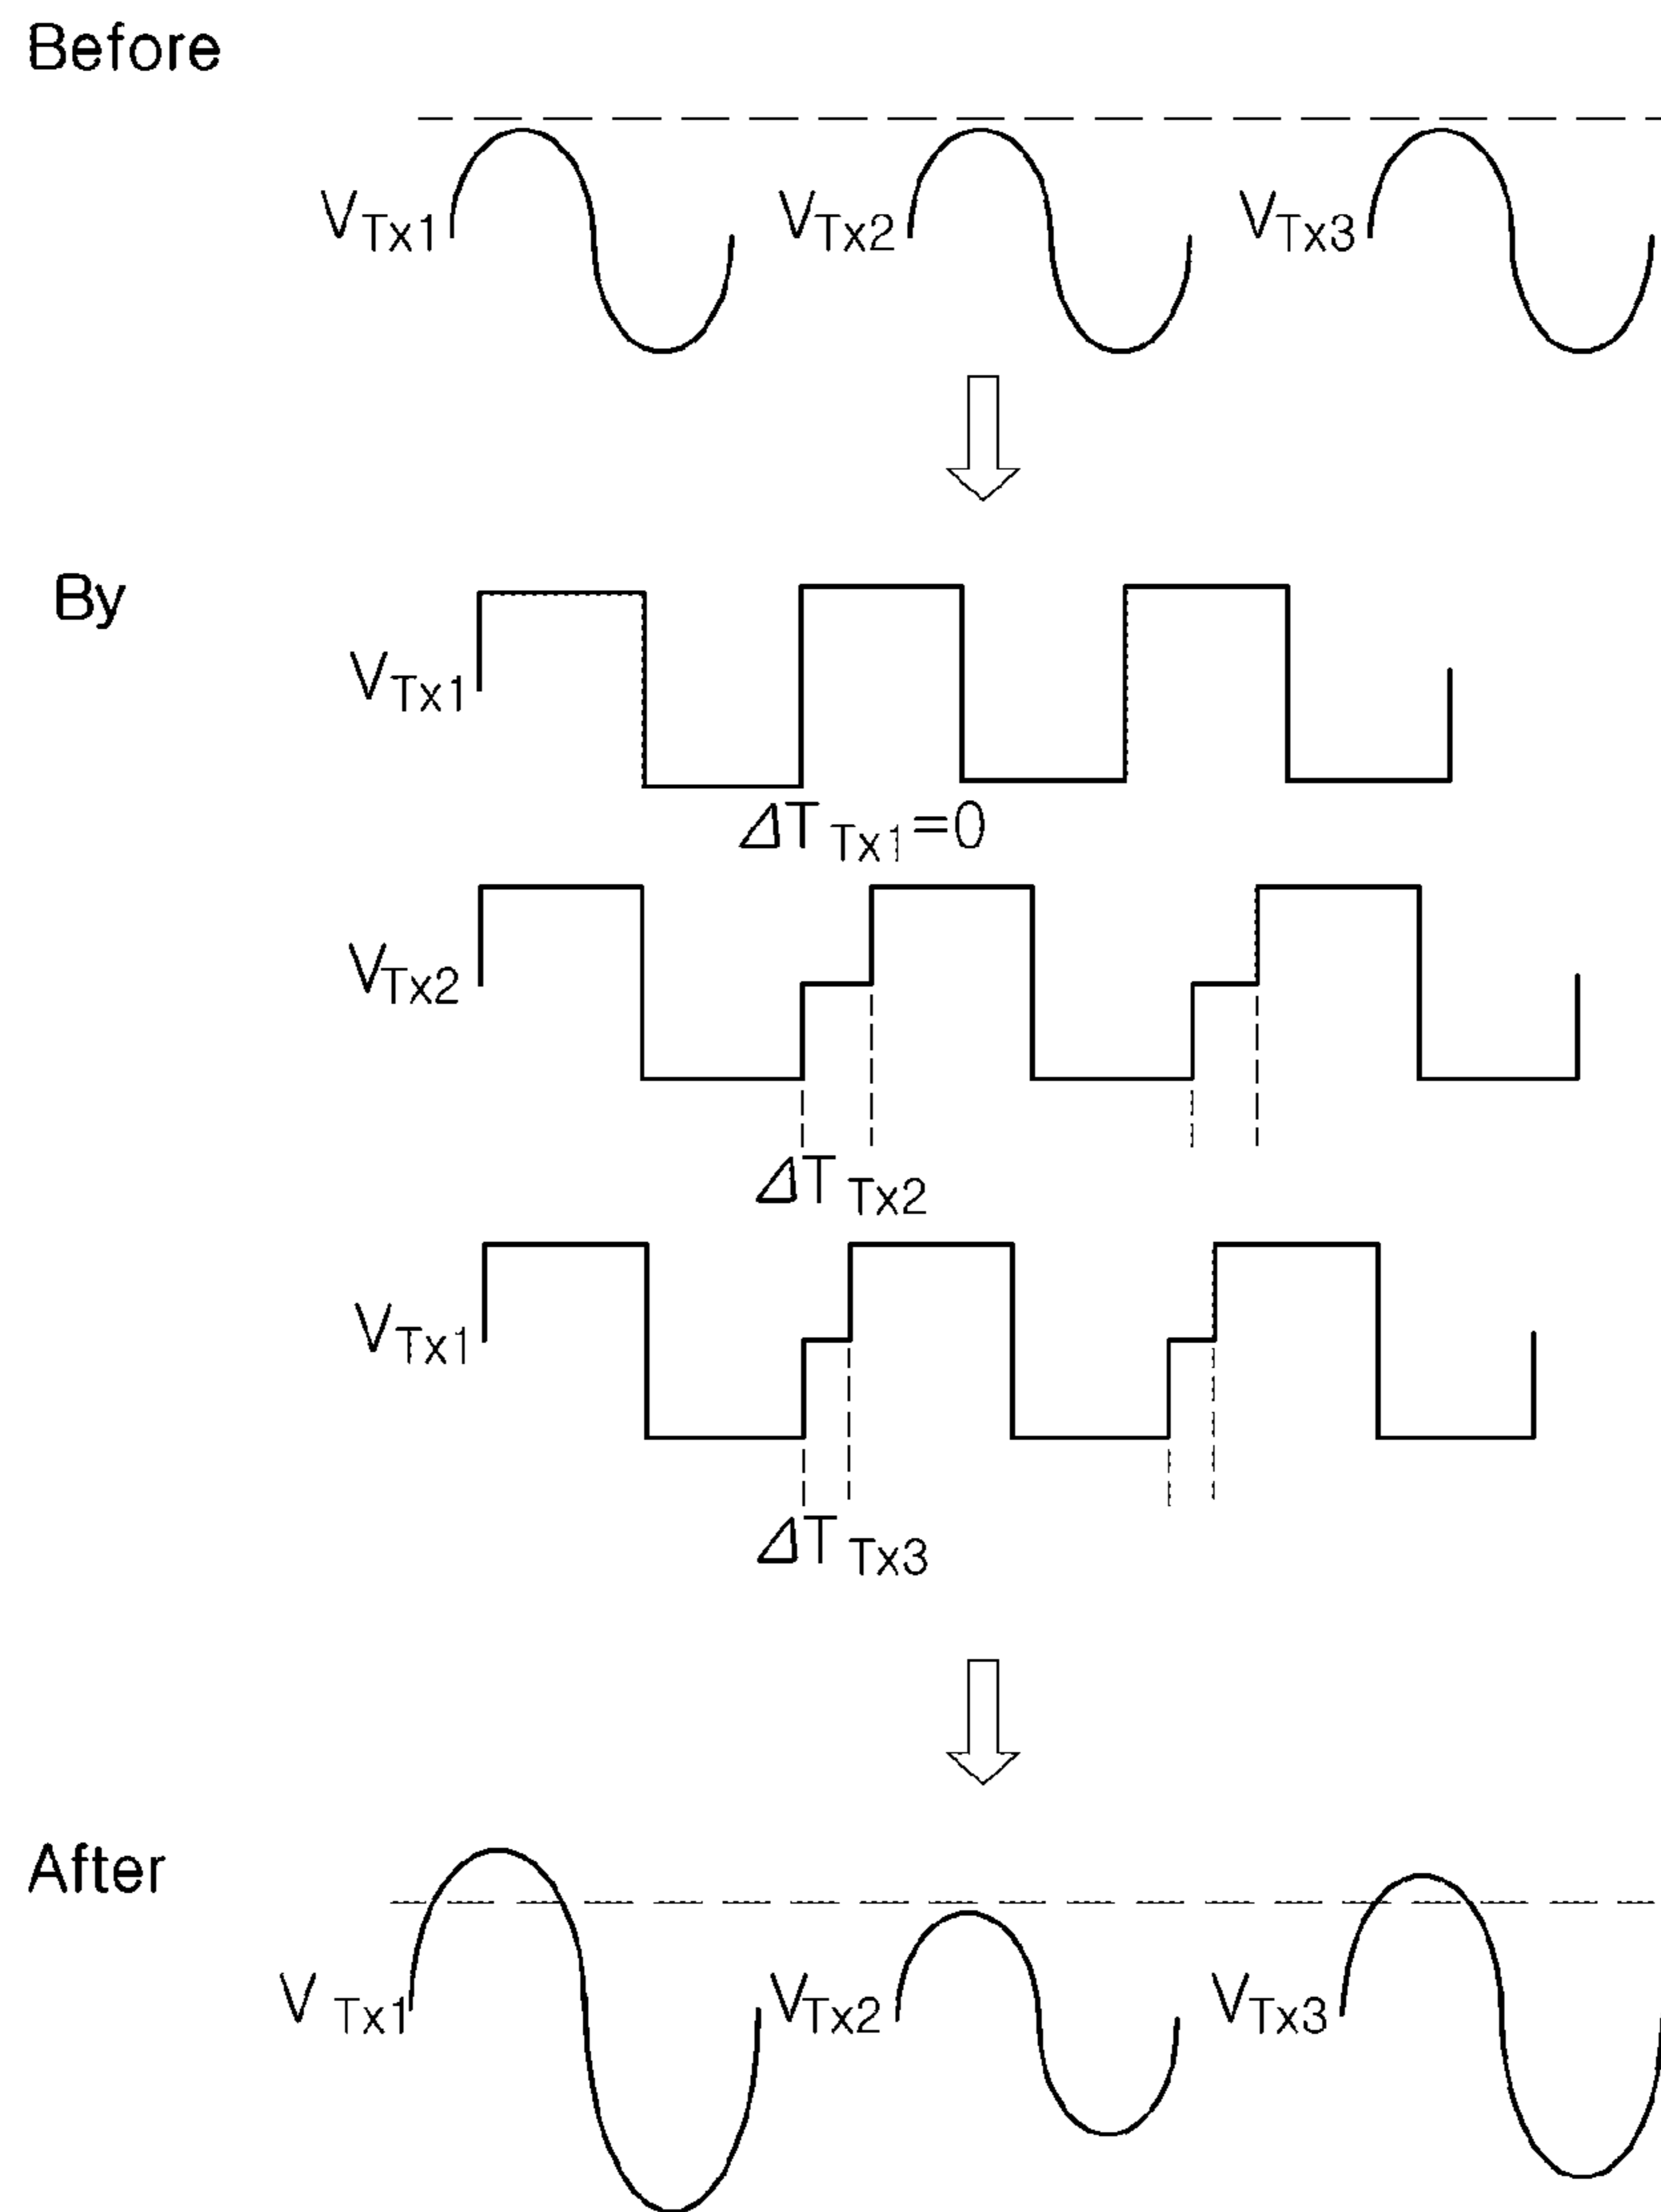 Before
VTx1 VTx2 VTx3
By
VTx1
ΔTTx1=0
VTx2
ΔTTx2
VTx1
ΔTTx3
After
VTx1 VTx2 VTx3